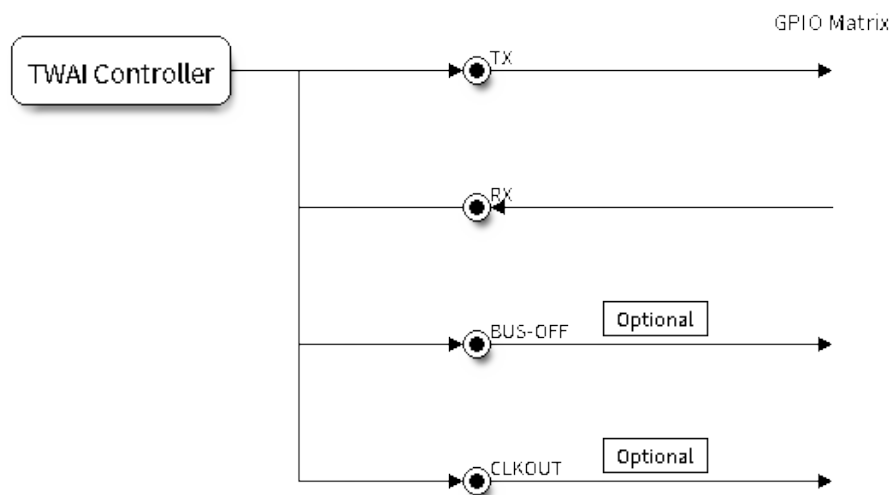 GPIO Matrix
TWAI Controller
TX
RX
BUS-OFF
Optional
CLKOUT
Optional